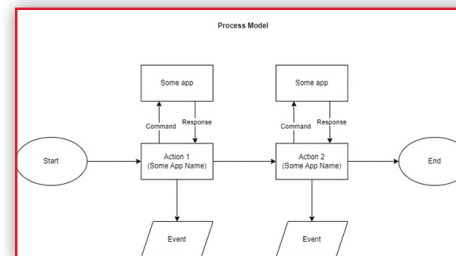 Process Model
Some app
Some app
Command
Response
Command
Response
Start
Action 1
(Some App Name)
Action 2
(Some App Name)
End
Event
Event